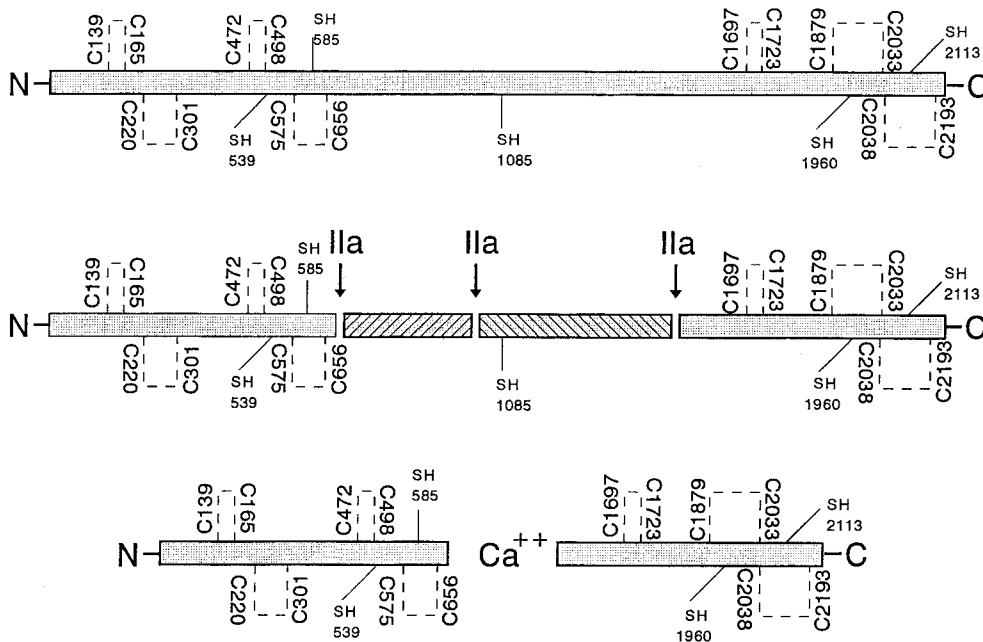 C139
C165
C472
C498
SH
585
C1697
C1723
C1879
C2033
SH
2113
N
C
C220
C301
SH
539
C575
C656
SH
1085
SH
1960
C2038
C2193
IIa
IIa
IIa
C139
C165
C472
C498
SH
585
C1697
C1723
C1879
C2033
SH
2113
N
C
C220
C301
SH
539
C575
C656
SH
1085
SH
1960
C2038
C2193
C139
C165
C472
C498
SH
585
C1697
C1723
C1879
C2033
SH
2113
N
Ca++
C
C220
C301
SH
539
C575
C656
SH
1960
C2038
C2193